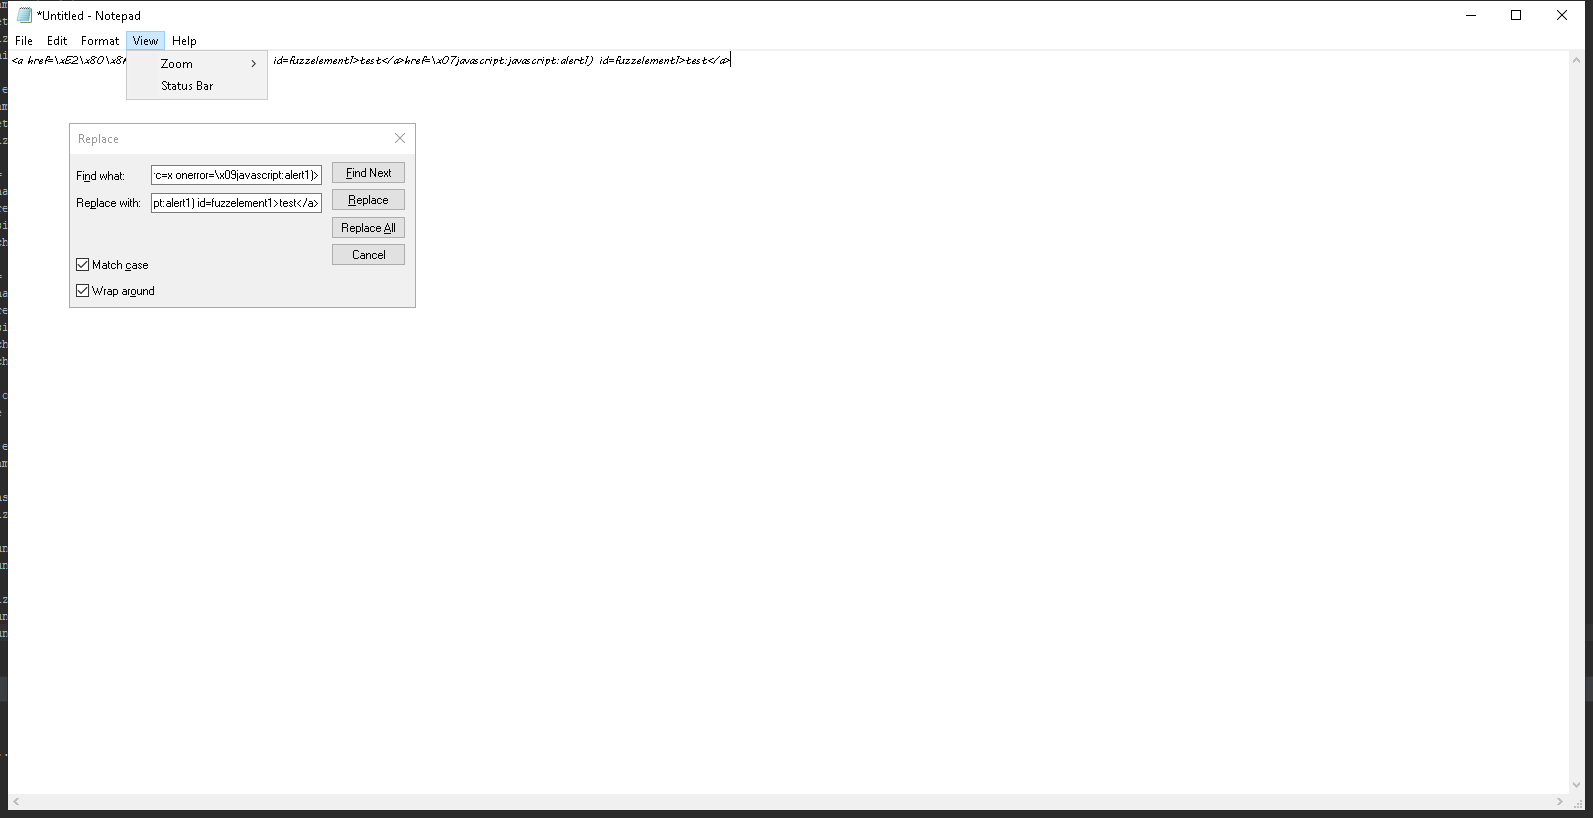 *Untitled - Notepad
File Edit Format View Help
<a href=\xE2\x80\x8 id=fuzzelement1>test</a>href=\x07javascript:javascript:alert1) id=fuzzelement1>test</a>
Zoom
Status Bar
Replace
Find what: c=x onerror=\x09javascript:alert1)> Find Next
Replace with: pt:alert1) id=fuzzelement1>test</a> Replace
Replace All
Cancel
Match case
Wrap around